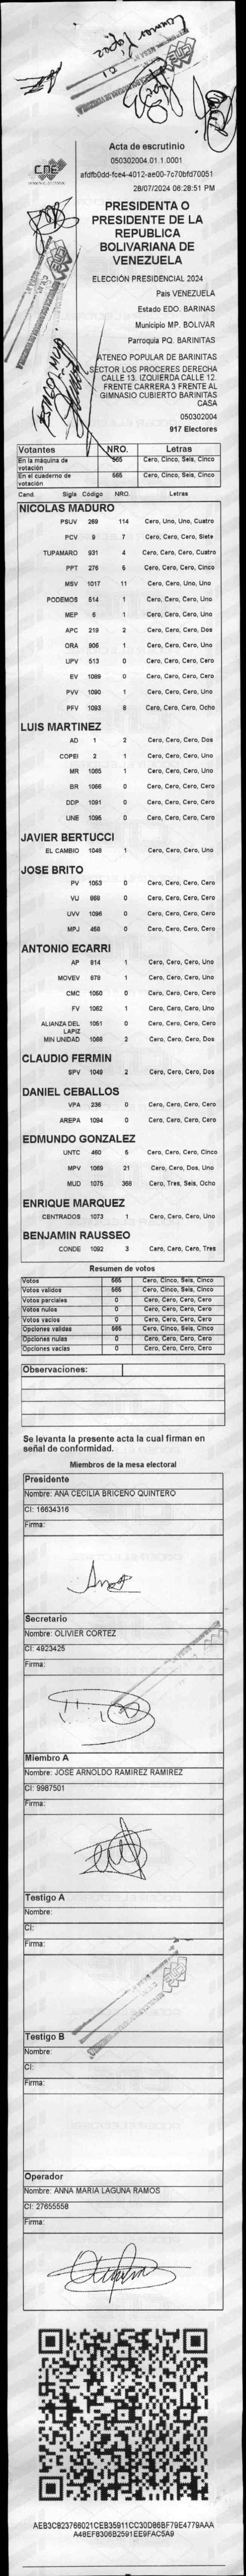 CNE
Acta de escrutinio
050302004.01.1.0001
afdfb0dd-fce4-4012-ae00-7c70bfd70051
28/07/2024 06:28:51 PM
PRESIDENTA O
PRESIDENTE DE LA
REPUBLICA
BOLIVARIANA DE
VENEZUELA
ELECCIÓN PRESIDENCIAL 2024
Pais VENEZUELA
Estado EDO. BARINAS
Municipio MP. BOLIVAR
Parroquia PQ. BARINITAS
ATENEO POPULAR DE BARINITAS
SECTOR LOS PROCERES DERECHA
CALLE 13. IZQUIERDA CALLE 12.
FRENTE CARRERA 3 FRENTE AL
GIMNASIO CUBIERTO BARINITAS
CASA
050302004
917 Electores
Votantes NRO. Letras
En la máquina de votación 565 Cero, Cinco, Seis, Cinco
En el cuaderno de votación 565 Cero, Cinco, Seis, Cinco
Cand. Sigla Código NRO. Letras
NICOLAS MADURO
PSUV 269 114 Cero, Uno, Uno, Cuatro
PCV 9 7 Cero, Cero, Cero, Siete
TUPAMARO 931 4 Cero, Cero, Cero, Cuatro
PPT 276 5 Cero, Cero, Cero, Cinco
MSV 1017 11 Cero, Cero, Uno, Uno
PODEMOS 514 1 Cero, Cero, Cero, Uno
MEP 6 1 Cero, Cero, Cero, Uno
APC 219 2 Cero, Cero, Cero, Dos
ORA 906 1 Cero, Cero, Cero, Uno
UPV 513 0 Cero, Cero, Cero, Cero
EV 1089 0 Cero, Cero, Cero, Cero
PVV 1090 1 Cero, Cero, Cero, Uno
PFV 1093 8 Cero, Cero, Cero, Ocho
LUIS MARTINEZ
AD 1 2 Cero, Cero, Cero, Dos
COPEI 2 1 Cero, Cero, Cero, Uno
MR 1065 1 Cero, Cero, Cero, Uno
BR 1066 0 Cero, Cero, Cero, Cero
DDP 1091 0 Cero, Cero, Cero, Cero
UNE 1095 0 Cero, Cero, Cero, Cero
JAVIER BERTUCCI
EL CAMBIO 1048 1 Cero, Cero, Cero, Uno
JOSE BRITO
PV 1053 0 Cero, Cero, Cero, Cero
VU 868 0 Cero, Cero, Cero, Cero
UVV 1096 0 Cero, Cero, Cero, Cero
MPJ 458 0 Cero, Cero, Cero, Cero
ANTONIO ECARRI
AP 814 1 Cero, Cero, Cero, Uno
MOVEV 679 1 Cero, Cero, Cero, Uno
CMC 1050 0 Cero, Cero, Cero, Cero
FV 1052 1 Cero, Cero, Cero, Uno
ALIANZA DEL LAPIZ 1051 0 Cero, Cero, Cero, Cero
MIN UNIDAD 1068 2 Cero, Cero, Cero, Dos
CLAUDIO FERMIN
SPV 1049 2 Cero, Cero, Cero, Dos
DANIEL CEBALLOS
VPA 236 0 Cero, Cero, Cero, Cero
AREPA 1094 0 Cero, Cero, Cero, Cero
EDMUNDO GONZALEZ
UNTC 460 5 Cero, Cero, Cero, Cinco
MPV 1069 21 Cero, Cero, Dos, Uno
MUD 1075 368 Cero, Tres, Seis, Ocho
ENRIQUE MARQUEZ
CENTRADOS 1073 1 Cero, Cero, Cero, Uno
BENJAMIN RAUSSEO
CONDE 1092 3 Cero, Cero, Cero, Tres
Resumen de votos
Votos 565 Cero, Cinco, Seis, Cinco
Votos validos 565 Cero, Cinco, Seis, Cinco
Votos parciales 0 Cero, Cero, Cero, Cero
Votos nulos 0 Cero, Cero, Cero, Cero
Votos vacios 0 Cero, Cero, Cero, Cero
Opciones validas 565 Cero, Cinco, Seis, Cinco
Opciones nulas 0 Cero, Cero, Cero, Cero
Opciones vacias 0 Cero, Cero, Cero, Cero
Observaciones:
Se levanta la presente acta la cual firman en
señal de conformidad.
Miembros de la mesa electoral
Presidente
Nombre: ANA CECILIA BRICEÑO QUINTERO
CI: 16634316
Firma:
Secretario
Nombre: OLIVIER CORTEZ
CI: 4923425
Firma:
Miembro A
Nombre: JOSE ARNOLDO RAMIREZ RAMIREZ
CI: 9987501
Firma:
Testigo A
Nombre:
CI:
Firma:
Testigo B
Nombre:
CI:
Firma:
Operador
Nombre: ANNA MARIA LAGUNA RAMOS
CI: 27655558
Firma:
AEB3C823766021CEB35911CC30D86BF79E4779AAA
A48EF8306B2591EE9FAC5A9